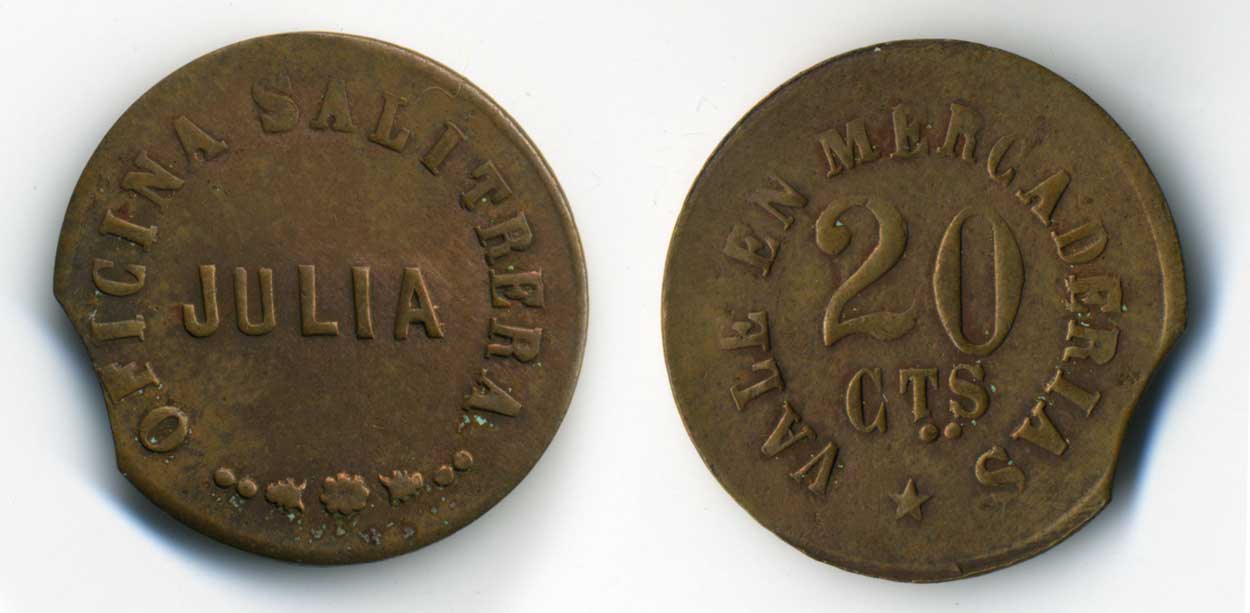 OFICINA SALITRERA
JULIA
VALE EN MERCADERIAS
20
CTS